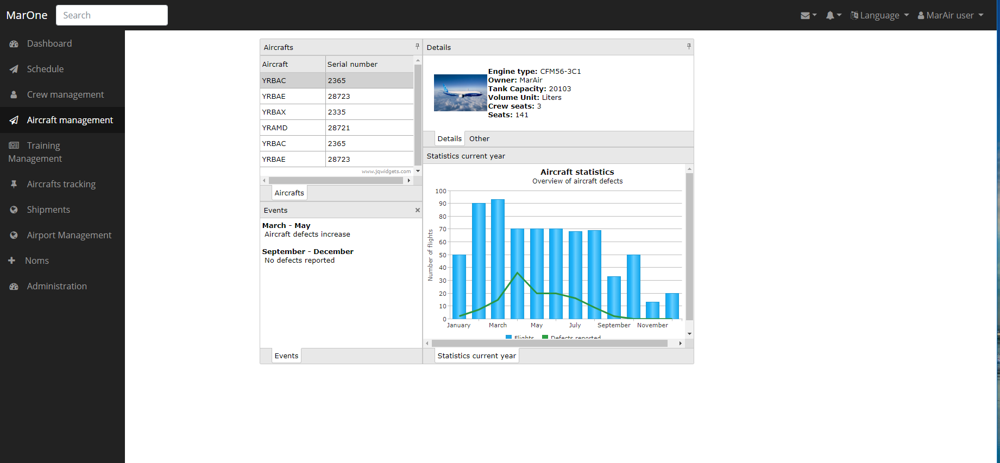 MarOne
Search
Language
MarAir user
Dashboard
Schedule
Crew management
Aircraft management
Training
Management
Aircrafts tracking
Shipments
Airport Management
Noms
Administration
Aircrafts
Aircraft Serial number
YRBAC 2365
YRBAE 28723
YRBAX 2335
YRAMD 28721
YRBAC 2365
YRBAE 28723
www.jqwidgets.com
Aircrafts
Events
March - May
Aircraft defects increase
September - December
No defects reported
Events
Details
Engine type: CFM56-3C1
Owner: MarAir
Tank Capacity: 20103
Volume Unit: Liters
Crew seats: 3
Seats: 141
Details Other
Statistics current year
Aircraft statistics
Overview of aircraft defects
Number of flights
100
90
80
70
60
50
40
30
20
10
0
January March May July September November
Flights Defects reported
Statistics current year